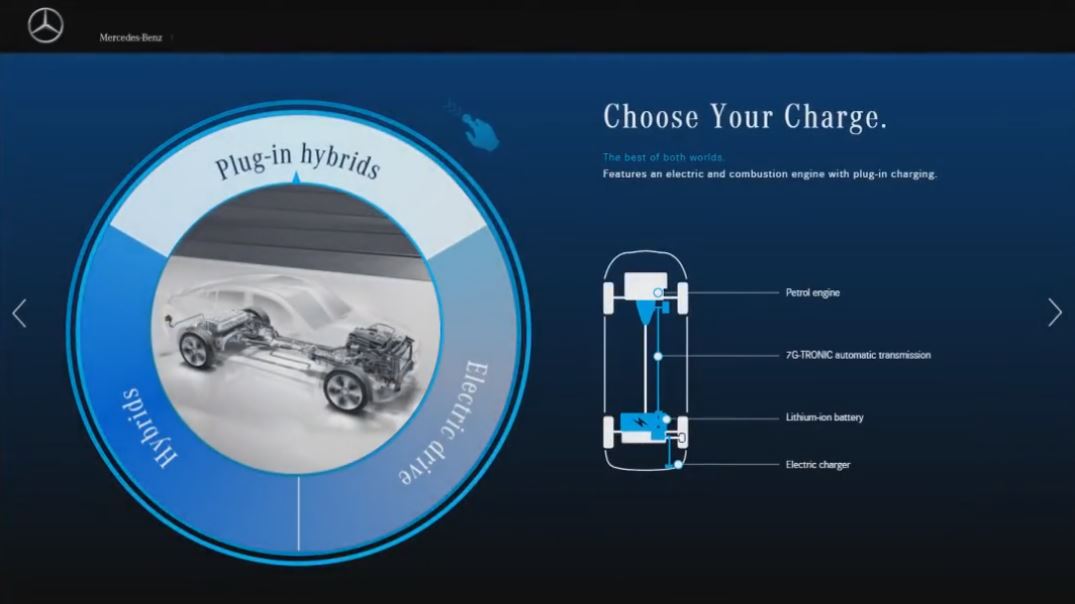 Mercedes-Benz
Choose Your Charge.
The best of both worlds.
Features an electric and combustion engine with plug-in charging.
Plug-in hybrids
Hybrids
Electric drive
Petrol engine
7G-TRONIC automatic transmission
Lithium-ion battery
Electric charger